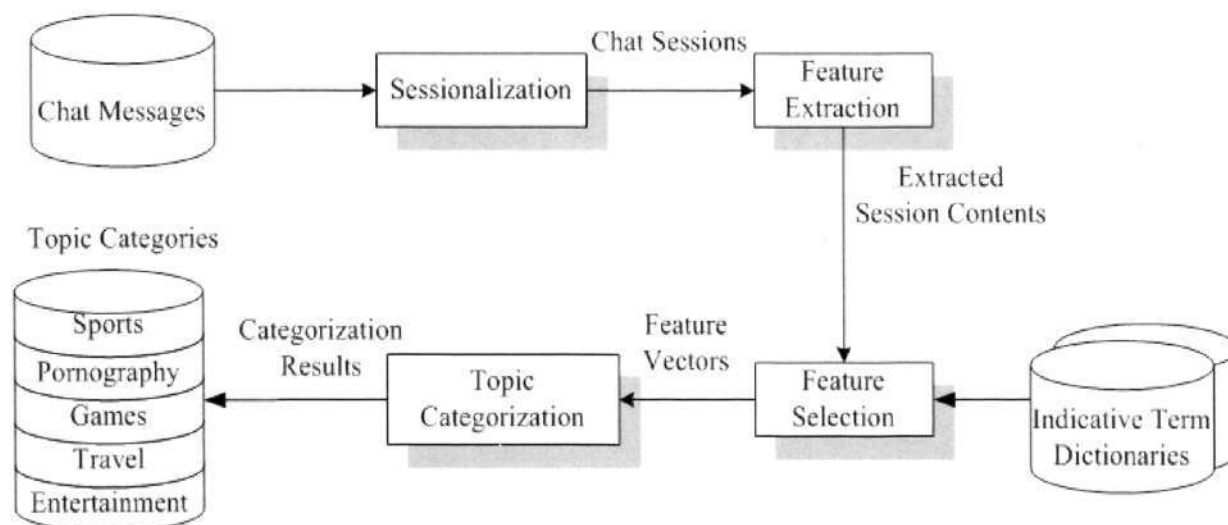 Chat Messages
Sessionalization
Chat Sessions
Feature
Extraction
Extracted
Session Contents
Topic Categories
Sports
Pornography
Games
Travel
Entertainment
Categorization
Results
Topic
Categorization
Feature
Vectors
Feature
Selection
Indicative Term
Dictionaries